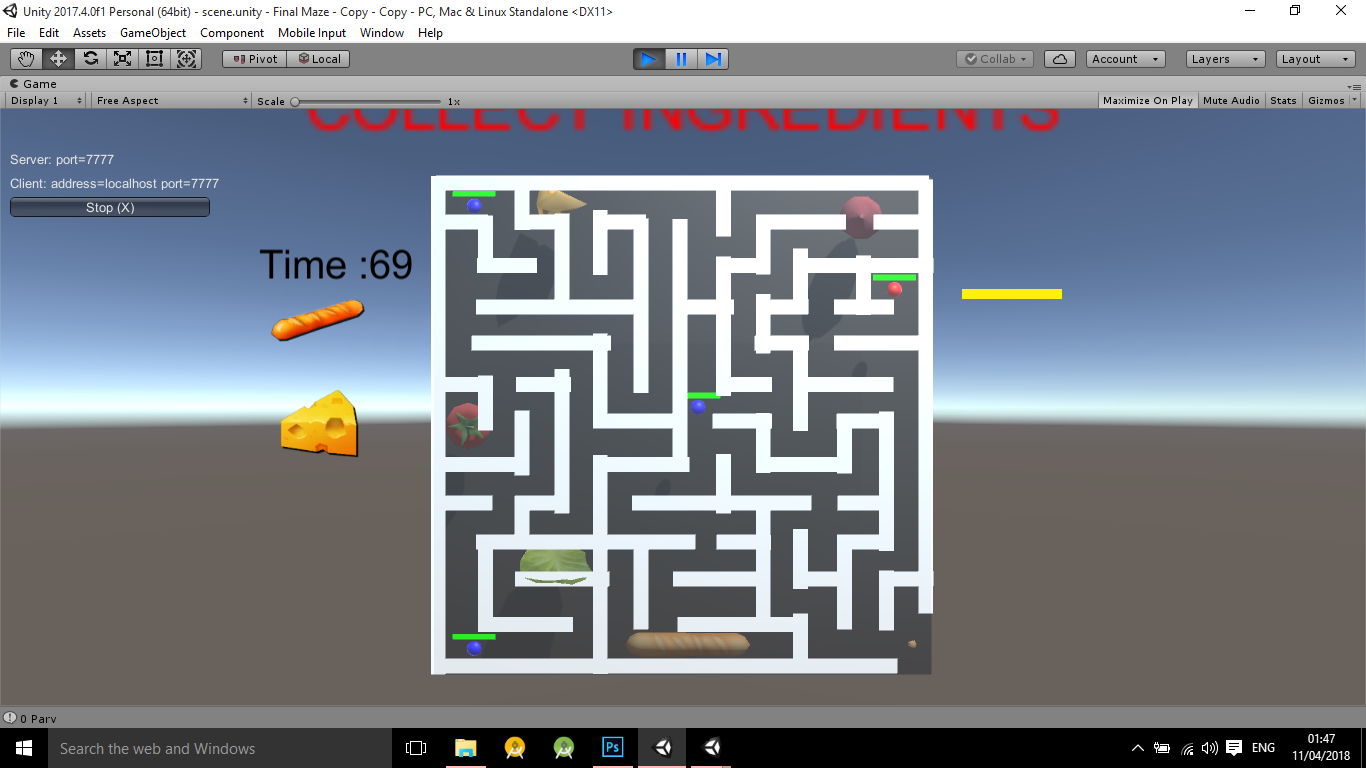 Unity 2017.4.0f1 Personal (64bit) - scene.unity - Final Maze - Copy - Copy - PC, Mac & Linux Standalone <DX11>
File Edit Assets GameObject Component Mobile Input Window Help
Pivot Local Collab Account Layers Layout
Game
Display 1 Free Aspect Scale 1x Maximize On Play Mute Audio Stats Gizmos
COLLECT INGREDIENTS
Server: port=7777
Client: address=localhost port=7777
Stop (X)
Time :69
0 Parv
Search the web and Windows
Ps
ENG
01:47
11/04/2018